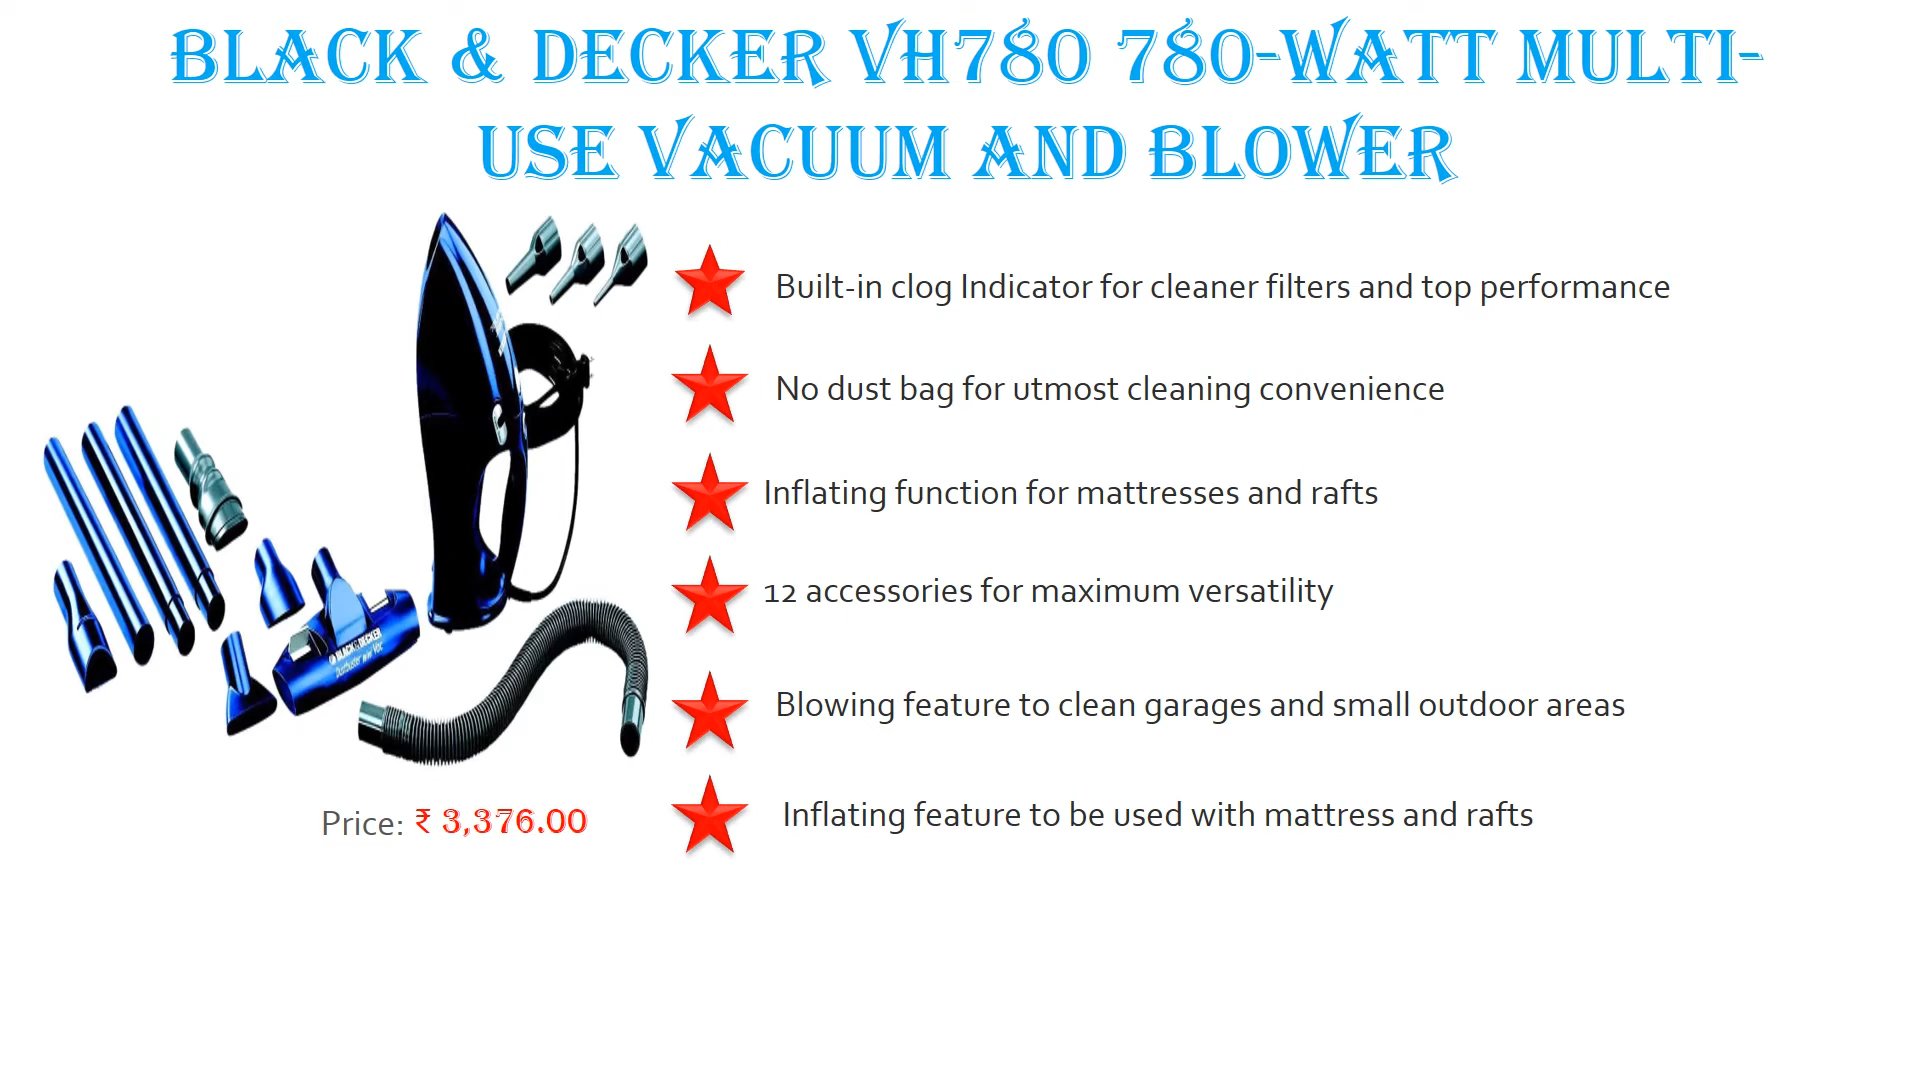 BLACK & DECKER VH780 780-WATT MULTI-
USE VACUUM AND BLOWER
Built-in clog Indicator for cleaner filters and top performance
No dust bag for utmost cleaning convenience
Inflating function for mattresses and rafts
12 accessories for maximum versatility
BLACK&DECKER
Blowing feature to clean garages and small outdoor areas
Price: ₹ 3,376.00
Inflating feature to be used with mattress and rafts